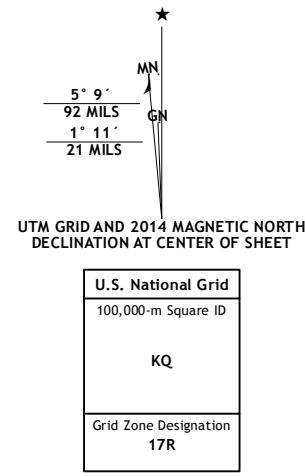 ★
MN
5° 9´
92 MILS
GN
1° 11´
21 MILS
UTM GRID AND 2014 MAGNETIC NORTH
DECLINATION AT CENTER OF SHEET
U.S. National Grid
100,000-m Square ID
KQ
Grid Zone Designation
17R